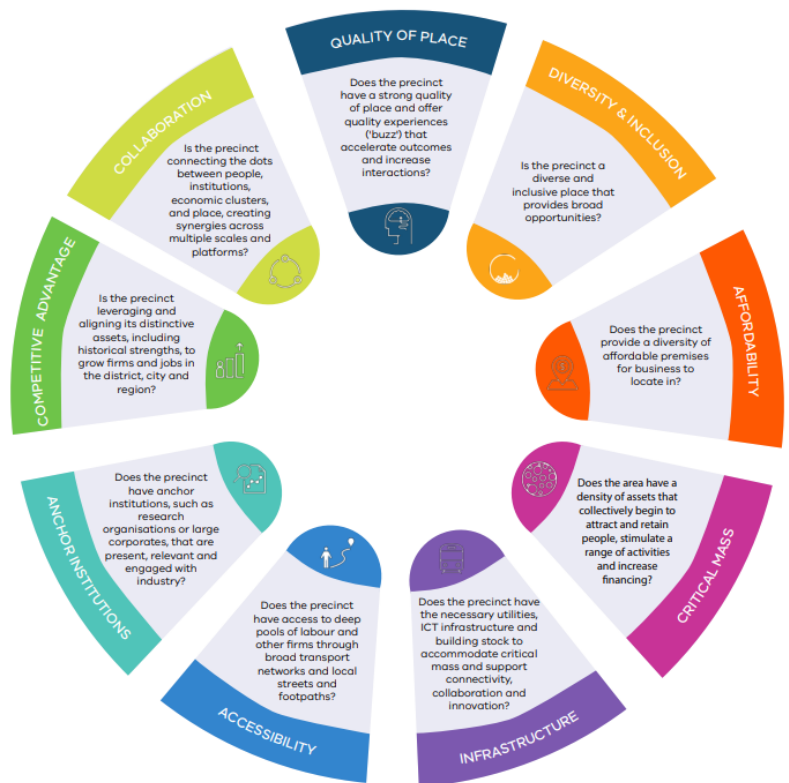 QUALITY OF PLACE
Does the precinct
have a strong quality
of place and offer
quality experiences
('buzz') that
accelerate outcomes
and increase
interactions?
DIVERSITY & INCLUSION
Is the precinct a
diverse and
inclusive place that
provides broad
opportunities?
AFFORDABILITY
Does the precinct
provide a diversity of
affordable premises
for business to
locate in?
CRITICAL MASS
Does the area have a
density of assets that
collectively begin to
attract and retain
people, stimulate a
range of activities
and increase
financing?
INFRASTRUCTURE
Does the precinct have
the necessary utilities,
ICT infrastructure and
building stock to
accommodate critical
mass and support
connectivity,
collaboration and
innovation?
ACCESSIBILITY
Does the precinct
have access to deep
pools of labour and
other firms through
broad transport
networks and local
streets and
footpaths?
ANCHOR INSTITUTIONS
Does the precinct
have anchor
institutions, such as
research
organisations or large
corporates, that are
present, relevant and
engaged with
industry?
COMPETITIVE ADVANTAGE
Is the precinct
leveraging and
aligning its distinctive
assets, including
historical strengths, to
grow firms and jobs in
the district, city and
region?
COLLABORATION
Is the precinct
connecting the dots
between people,
institutions,
economic clusters,
and place, creating
synergies across
multiple scales and
platforms?